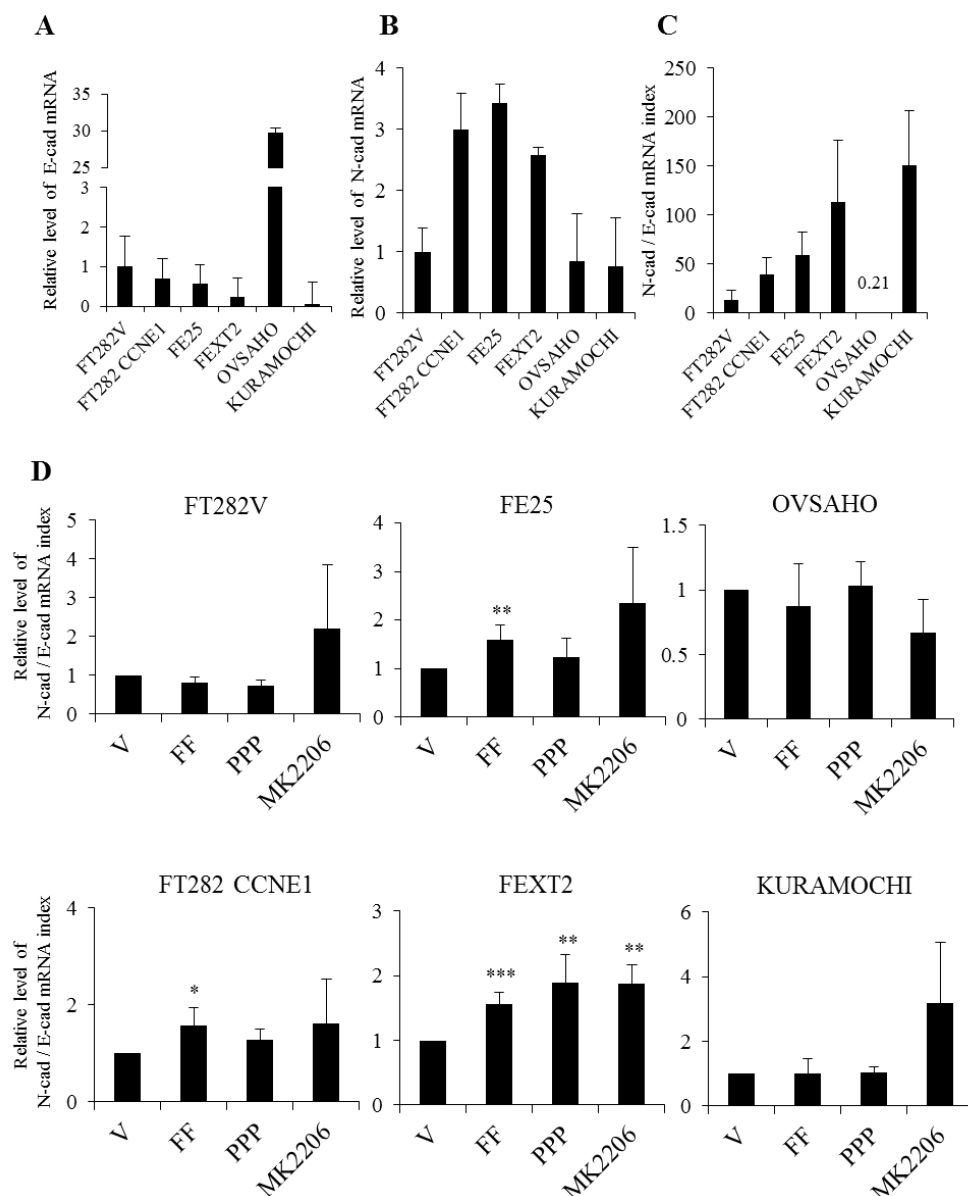 A
Relative level of E-cad mRNA
35
30
25
3
2
1
0
FT282V
FT282 CCNE1
FE25
FEXT2
OVSAHO
KURAMOCHI
B
Relative level of N-cad mRNA
4
3
2
1
0
FT282V
FT282 CCNE1
FE25
FEXT2
OVSAHO
KURAMOCHI
C
N-cad / E-cad mRNA index
250
200
150
100
50
0
0.21
FT282V
FT282 CCNE1
FE25
FEXT2
OVSAHO
KURAMOCHI
D
FT282V
Relative level of
N-cad / E-cad mRNA index
5
4
3
2
1
0
V
FF
PPP
MK2206
FE25
4
3
2
1
0
**
V
FF
PPP
MK2206
OVSAHO
1.5
1
0.5
0
V
FF
PPP
MK2206
FT282 CCNE1
Relative level of
N-cad / E-cad mRNA index
4
2
1
0
*
V
FF
PPP
MK2206
FEXT2
3
2
1
0
***
**
**
V
FF
PPP
MK2206
KURAMOCHI
6
4
2
0
V
FF
PPP
MK2206